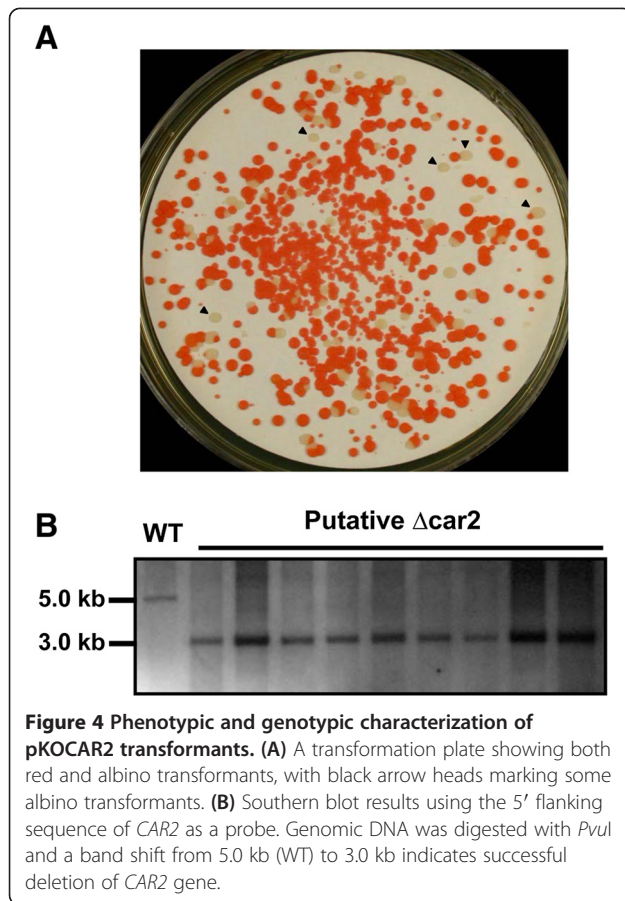 A
B
WT
Putative Δcar2
5.0 kb
3.0 kb
Figure 4 Phenotypic and genotypic characterization of
pKOCAR2 transformants. (A) A transformation plate showing both
red and albino transformants, with black arrow heads marking some
albino transformants. (B) Southern blot results using the 5′ flanking
sequence of CAR2 as a probe. Genomic DNA was digested with PvuI
and a band shift from 5.0 kb (WT) to 3.0 kb indicates successful
deletion of CAR2 gene.